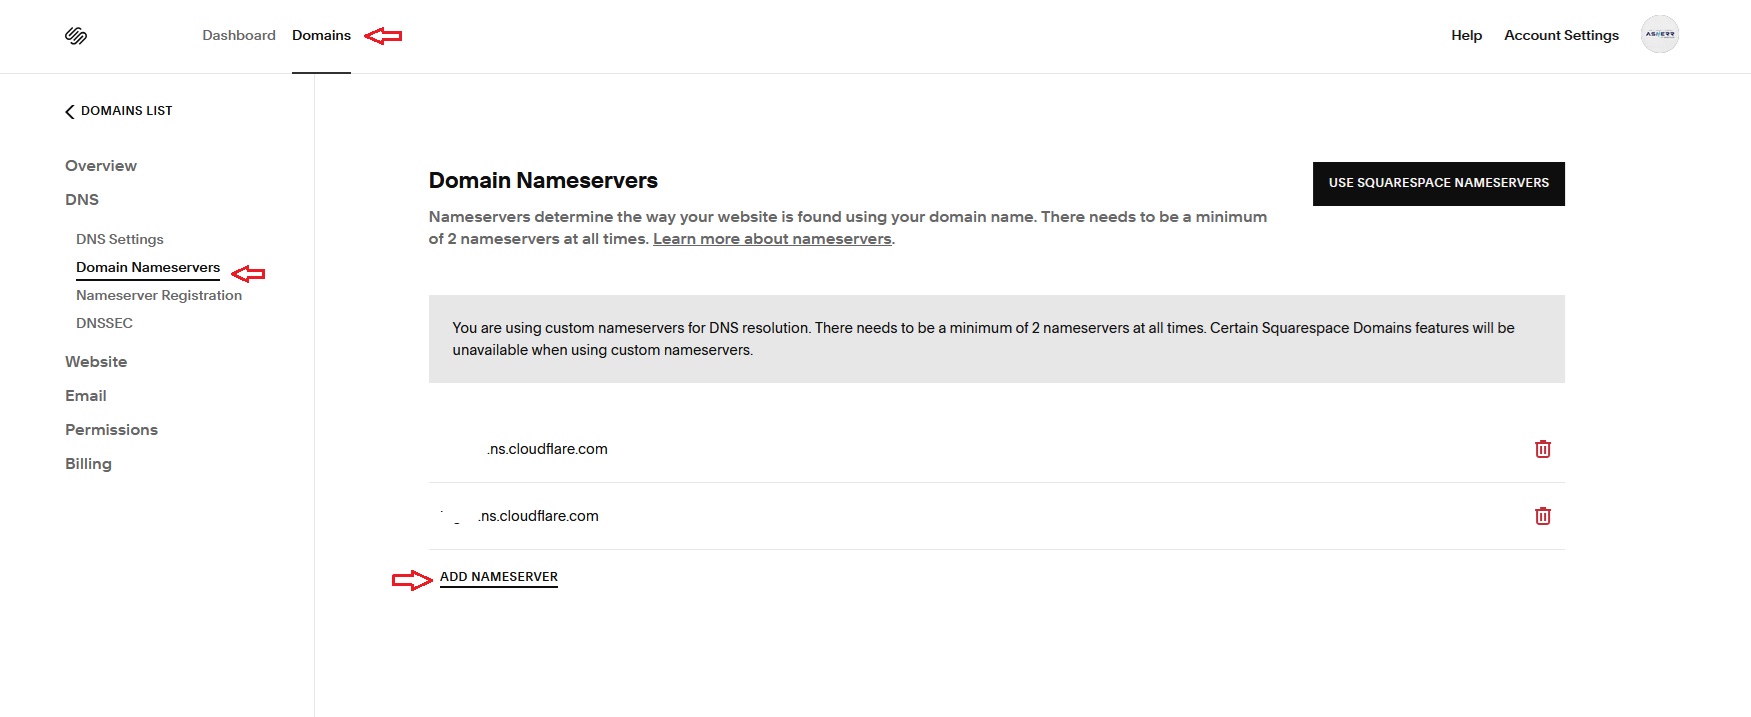 Dashboard Domains
Help Account Settings
ASNERR
DOMAINS LIST
Overview
DNS
DNS Settings
Domain Nameservers
Nameserver Registration
DNSSEC
Website
Email
Permissions
Billing
Domain Nameservers
USE SQUARESPACE NAMESERVERS
Nameservers determine the way your website is found using your domain name. There needs to be a minimum
of 2 nameservers at all times. Learn more about nameservers.
You are using custom nameservers for DNS resolution. There needs to be a minimum of 2 nameservers at all times. Certain Squarespace Domains features will be
unavailable when using custom nameservers.
.ns.cloudflare.com
.ns.cloudflare.com
ADD NAMESERVER